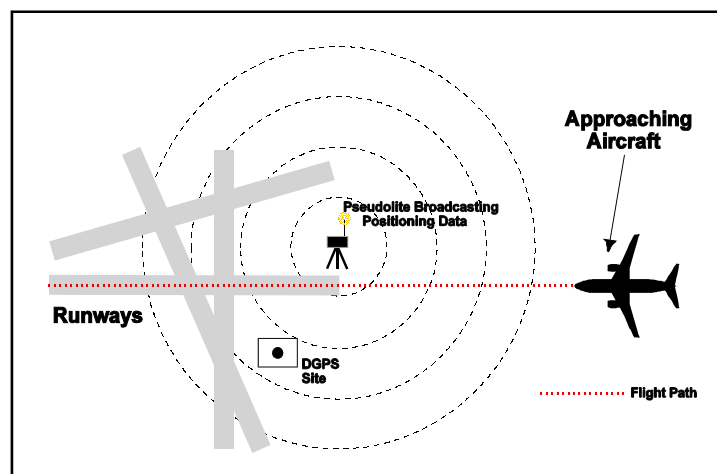 Approaching
Aircraft
Pseudolite Broadcasting
Positioning Data
Runways
DGPS
Site
Flight Path